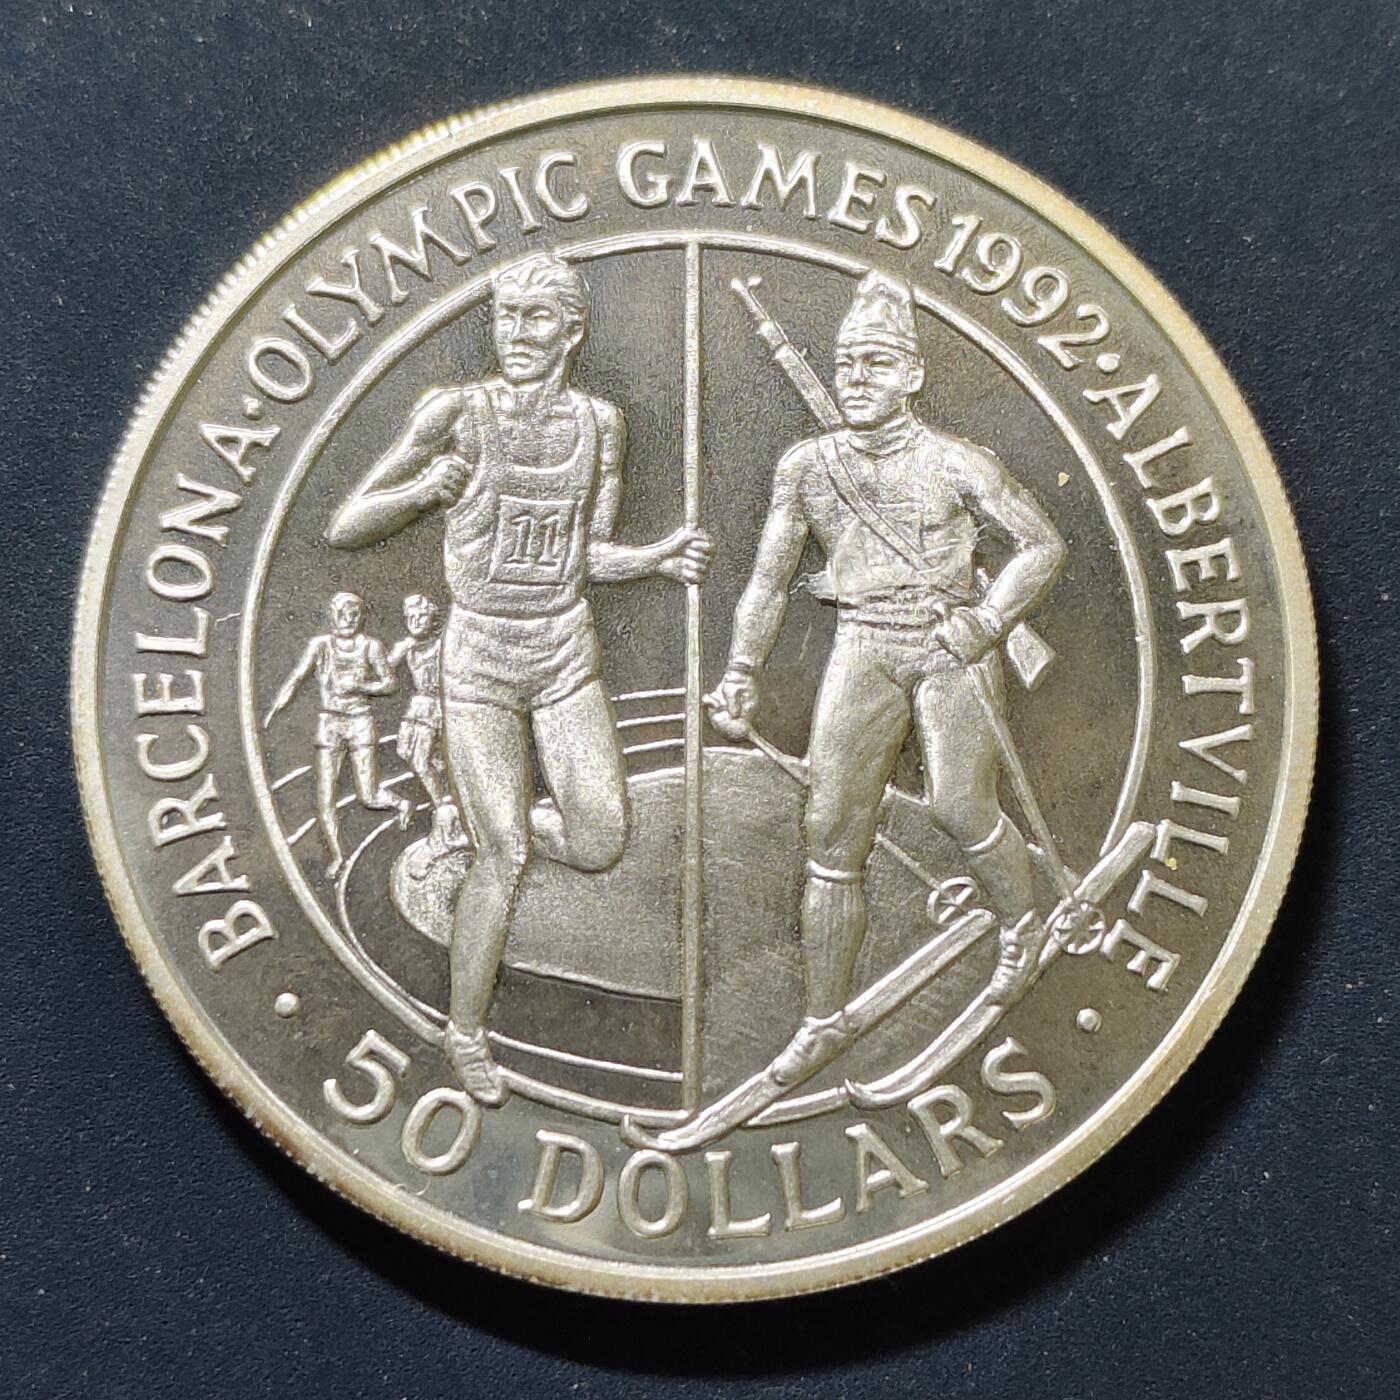 BARCELONA · OLYMPIC GAMES 1992 · ALBERTVILLE
· 50 DOLLARS ·
11